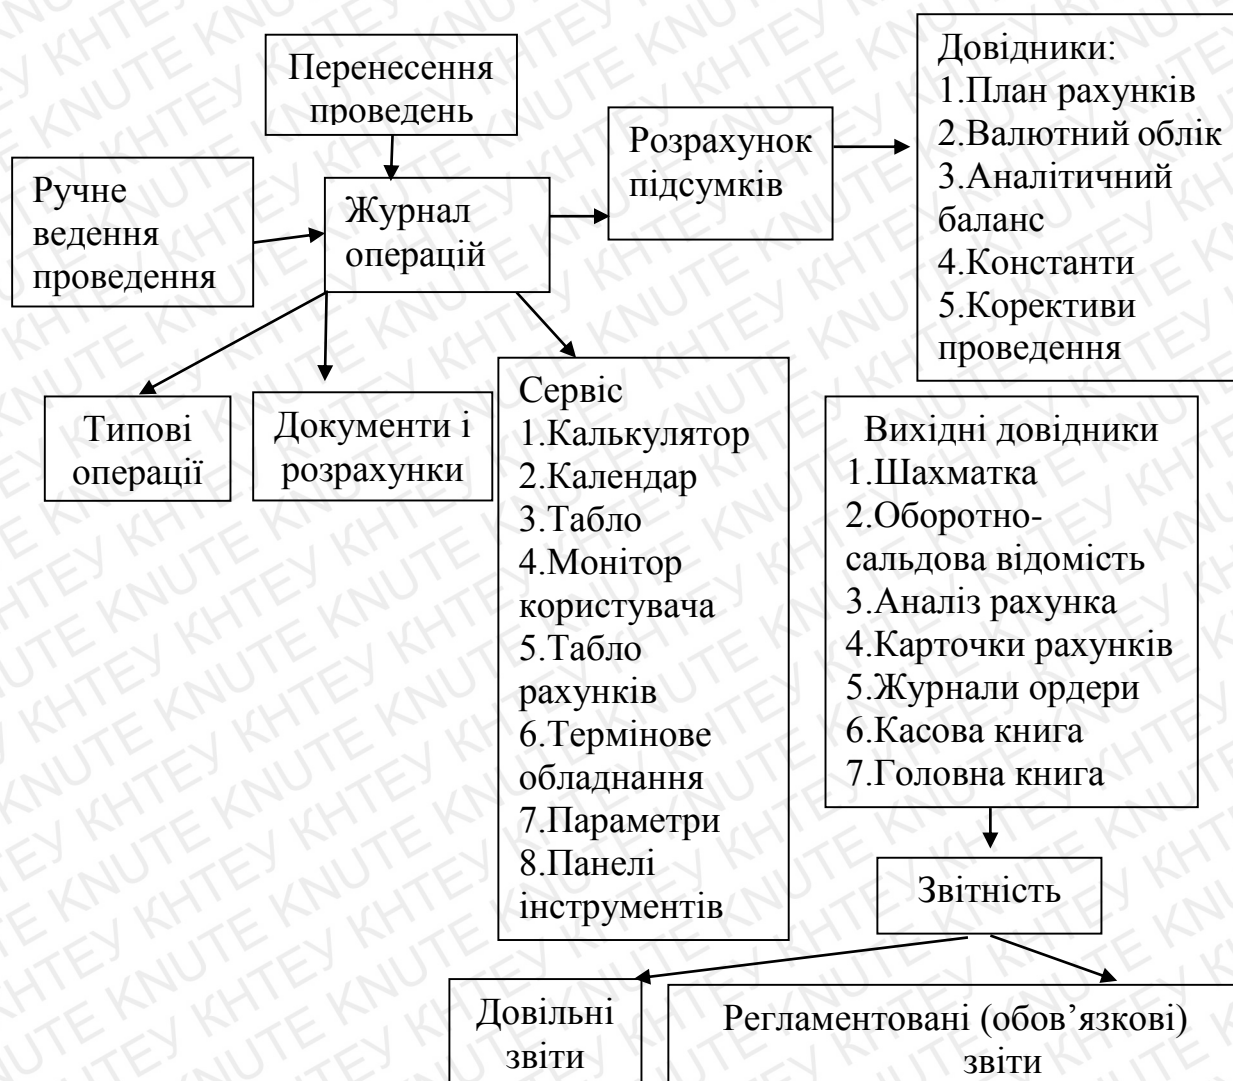 Перенесення
проведень
Ручне
ведення
проведення
Журнал
операцій
Розрахунок
підсумків
Довідники:
1.План рахунків
2.Валютний облік
3.Аналітичний
баланс
4.Константи
5.Корективи
проведення
Типові
операції
Документи і
розрахунки
Сервіс
1.Калькулятор
2.Календар
3.Табло
4.Монітор
користувача
5.Табло
рахунків
6.Термінове
обладнання
7.Параметри
8.Панелі
інструментів
Вихідні довідники
1.Шахматка
2.Оборотно-
сальдова відомість
3.Аналіз рахунка
4.Карточки рахунків
5.Журнали ордери
6.Касова книга
7.Головна книга
Звітність
Довільні
звіти
Регламентовані (обов’язкові)
звіти